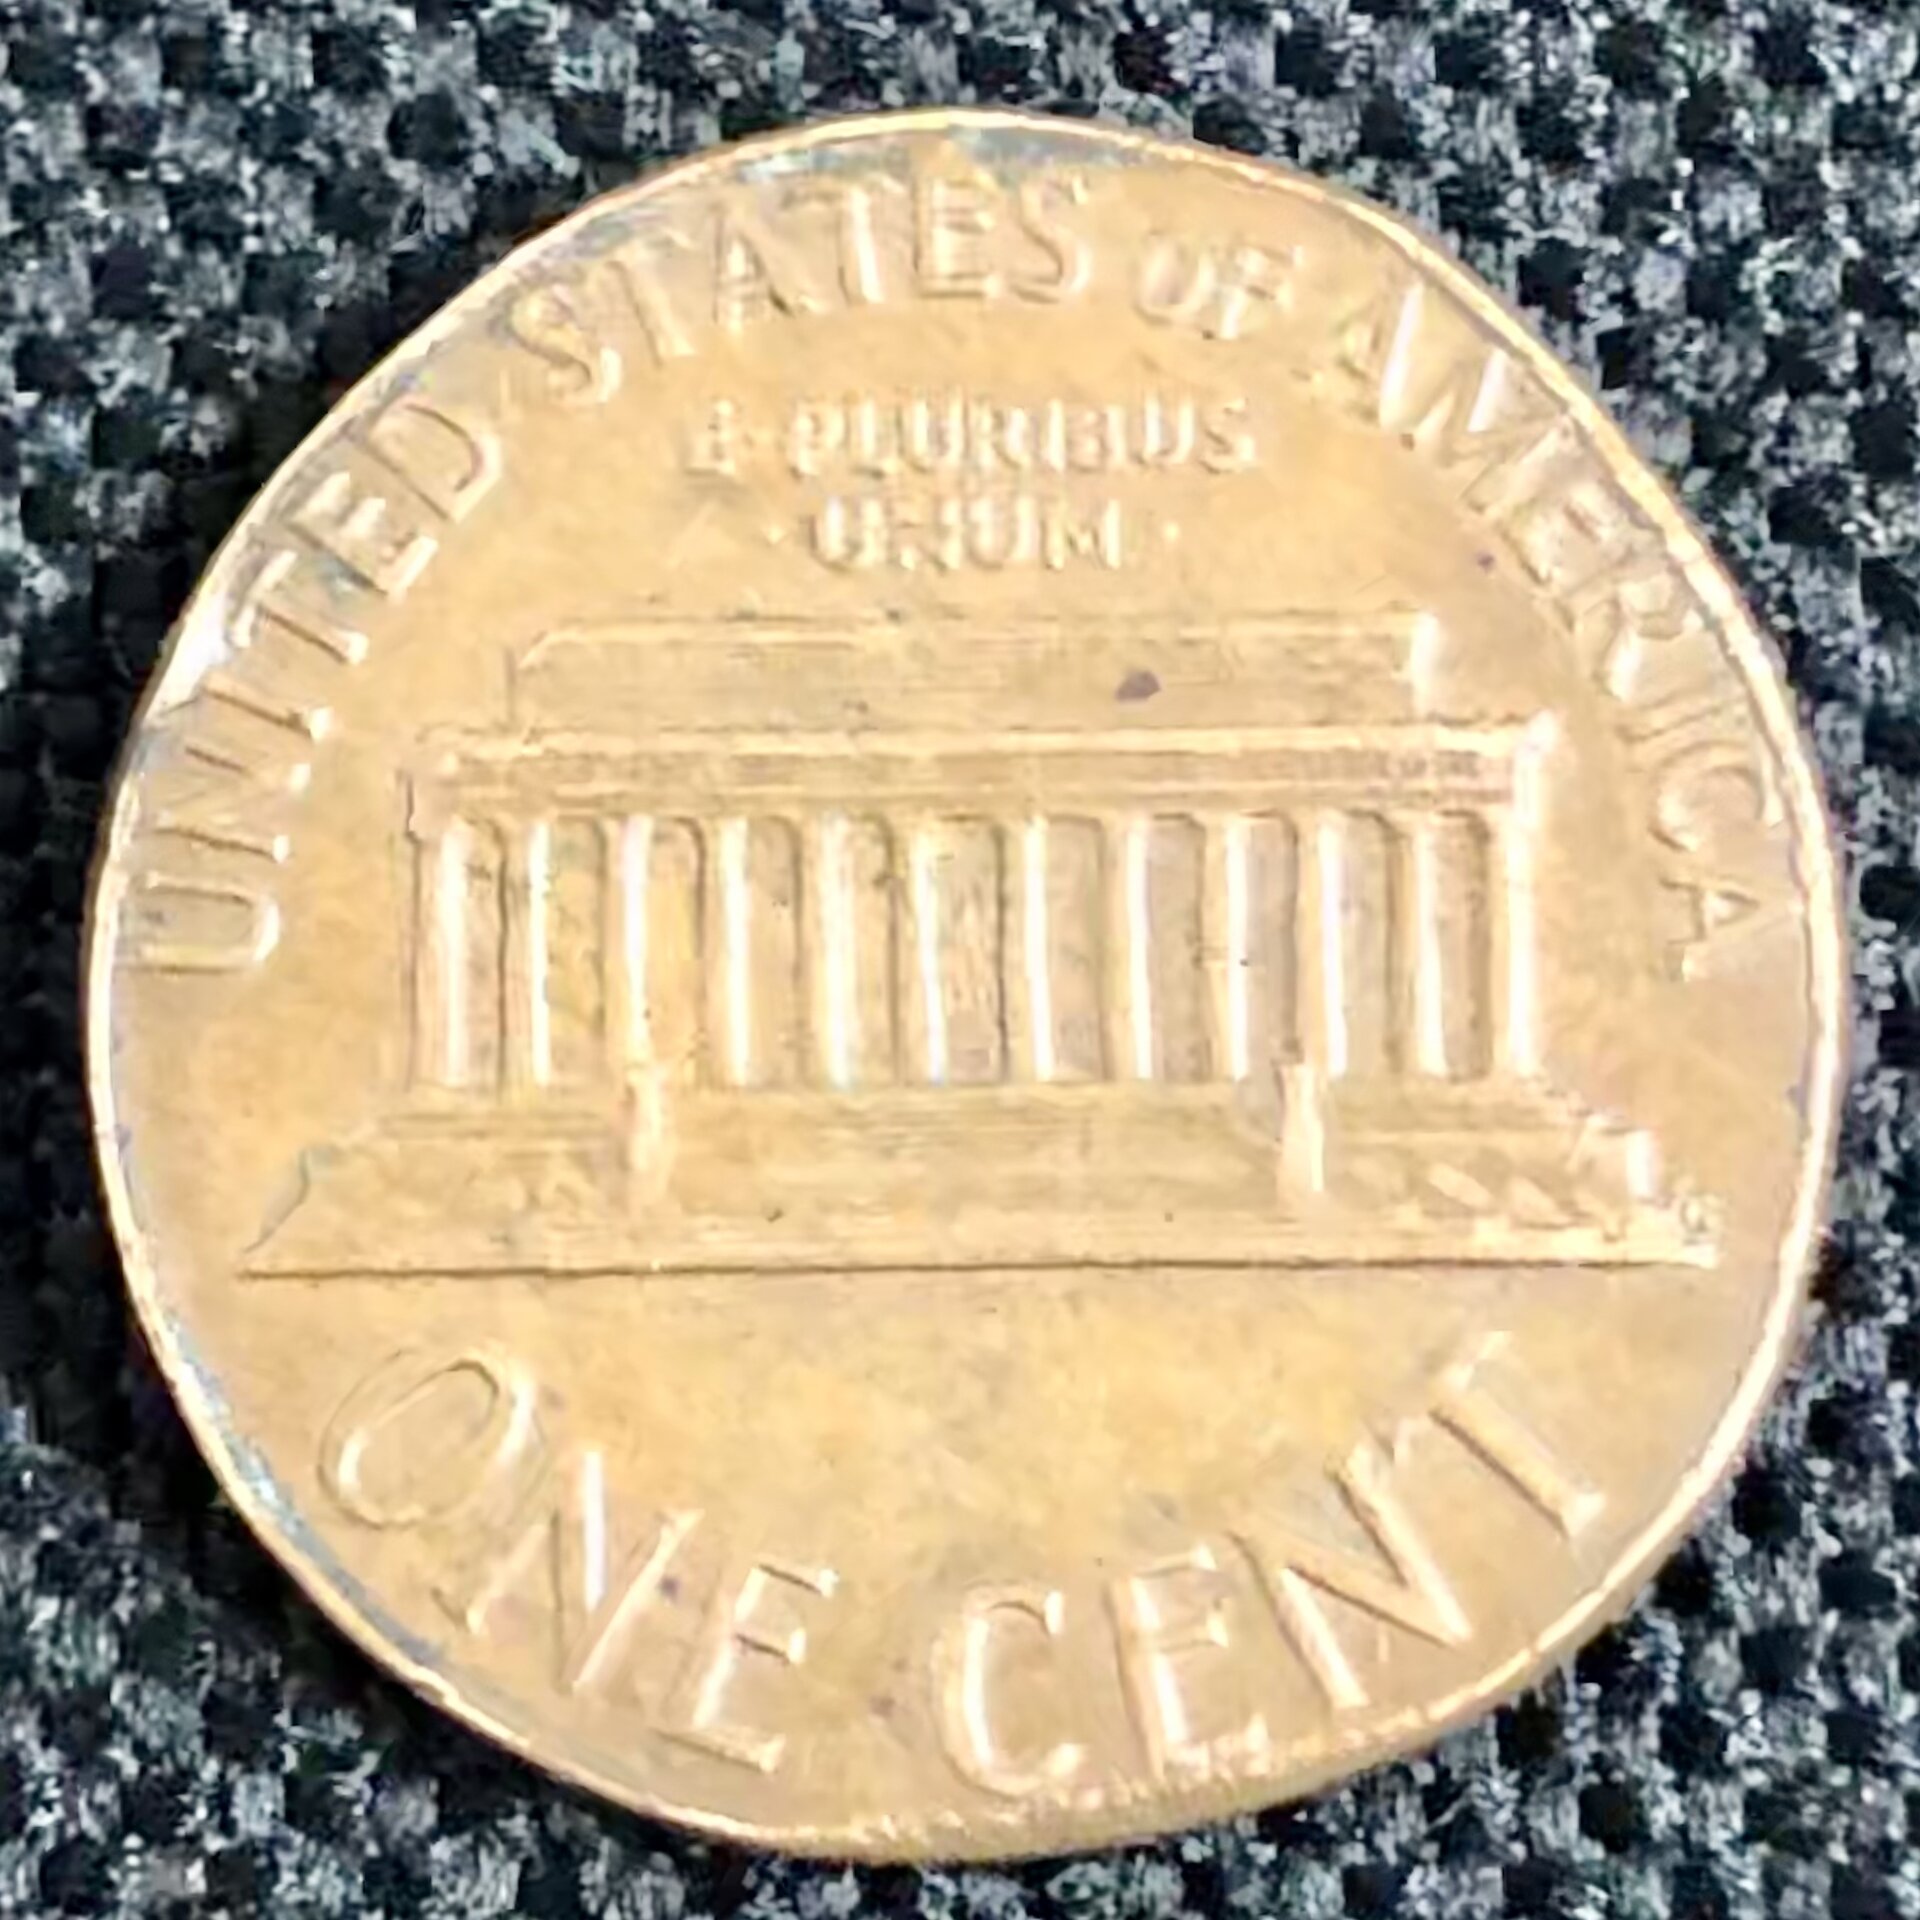 UNITED STATES OF AMERICA
E PLURIBUS
· UNUM ·
ONE CENT